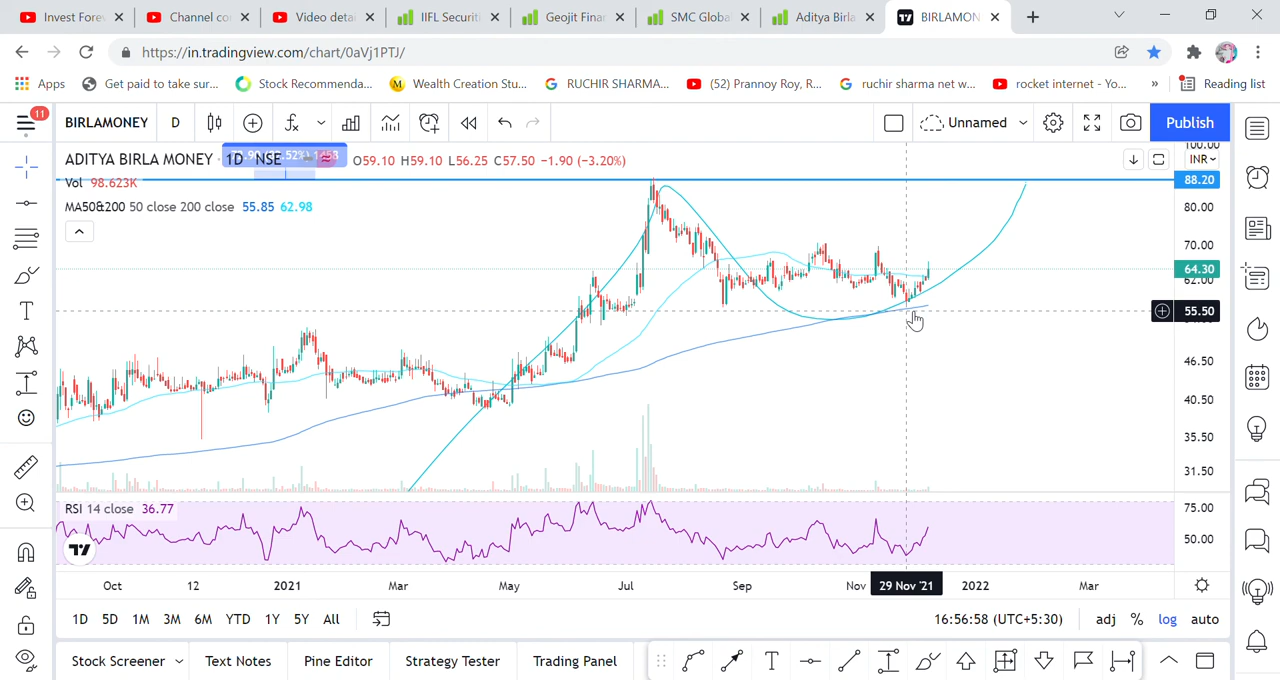 Invest Fore
Channel co
Video detai
IIFL Securiti
Geojit Finan
SMC Global
Aditya Birla
BIRLAMON
https://in.tradingview.com/chart/0aVj1PTJ/
Apps
Get paid to take sur...
Stock Recommenda...
Wealth Creation Stu...
RUCHIR SHARMA...
(52) Prannoy Roy, R...
ruchir sharma net w...
rocket internet - Yo...
»
Reading list
11
BIRLAMONEY
D
Unnamed
Publish
ADITYA BIRLA MONEY · 1D NSE
O59.10 H59.10 L56.25 C57.50 −1.90 (−3.20%)
Vol 98.623K
MA50&200 50 close 200 close 55.85 62.98
100.00
INR
88.20
80.00
70.00
64.30
62.00
55.50
46.50
40.50
35.50
31.50
RSI 14 close 36.77
75.00
50.00
Oct
12
2021
Mar
May
Jul
Sep
Nov
29 Nov '21
2022
Mar
1D 5D 1M 3M 6M YTD 1Y 5Y All
16:56:58 (UTC+5:30)
adj % log auto
Stock Screener
Text Notes
Pine Editor
Strategy Tester
Trading Panel